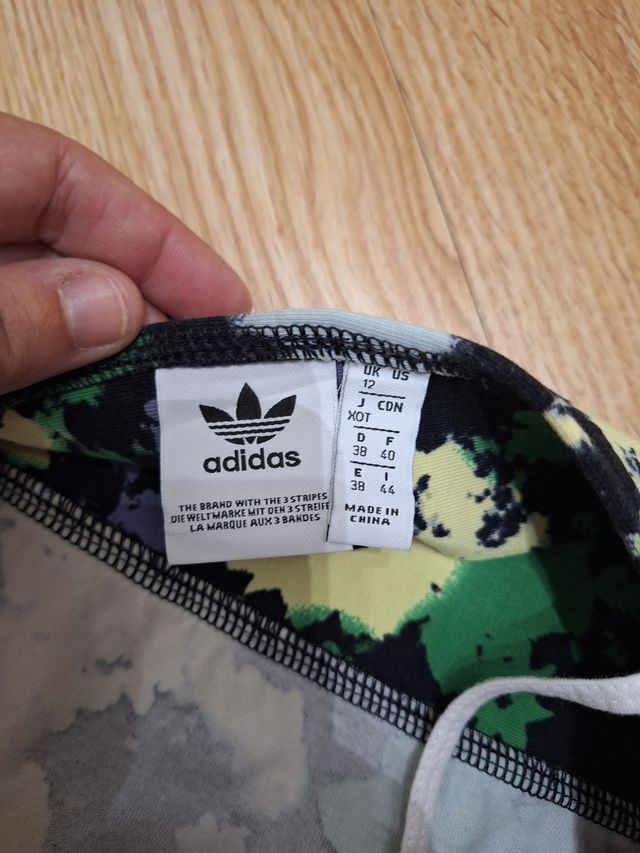 adidas
THE BRAND WITH THE 3 STRIPES
DIE WELTMARKE MIT DEN 3 STREIFE
LA MARQUE AUX 3 BANDES
UK US
12
J CDN
XOT
D F
38 40
E I
38 44
MADE IN
CHINA